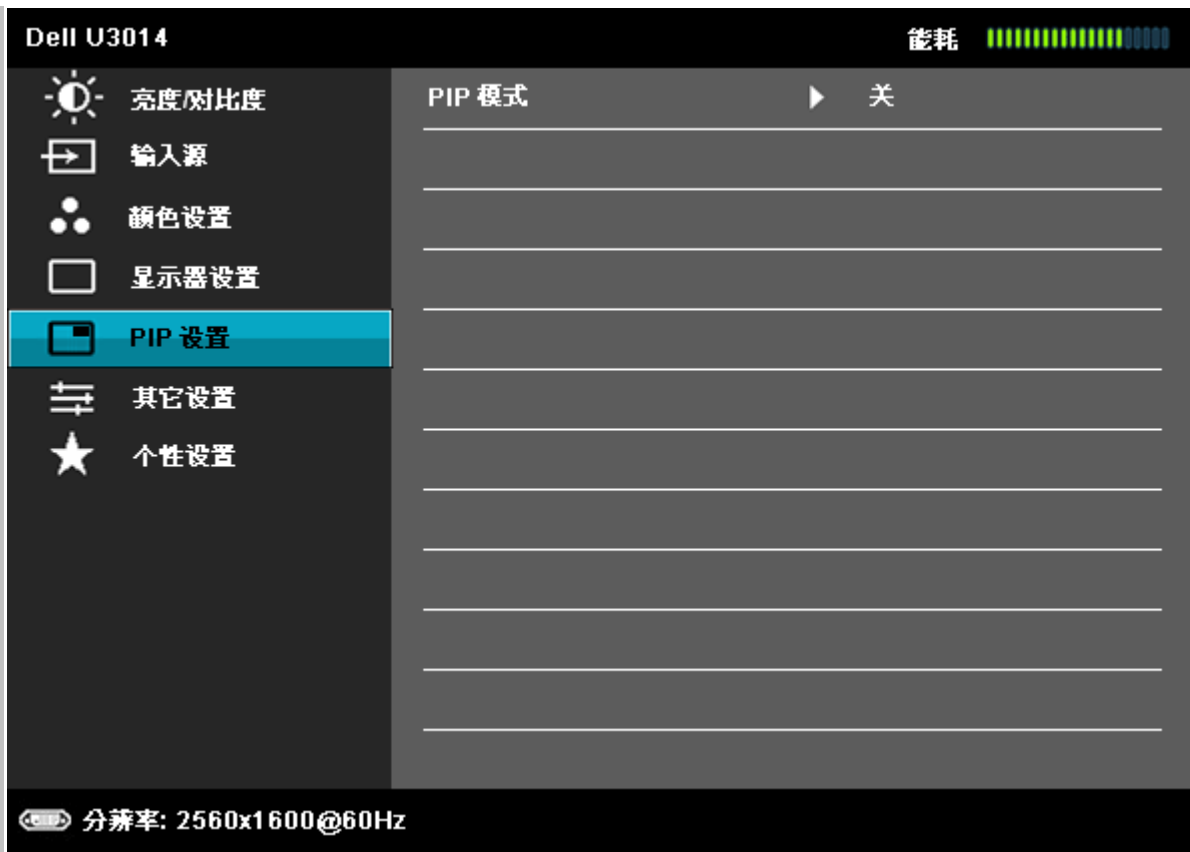 Dell U3014
能耗
亮度/对比度
PIP 模式
关
输入源
颜色设置
显示器设置
PIP 设置
其它设置
个性设置
分辨率: 2560x1600@60Hz